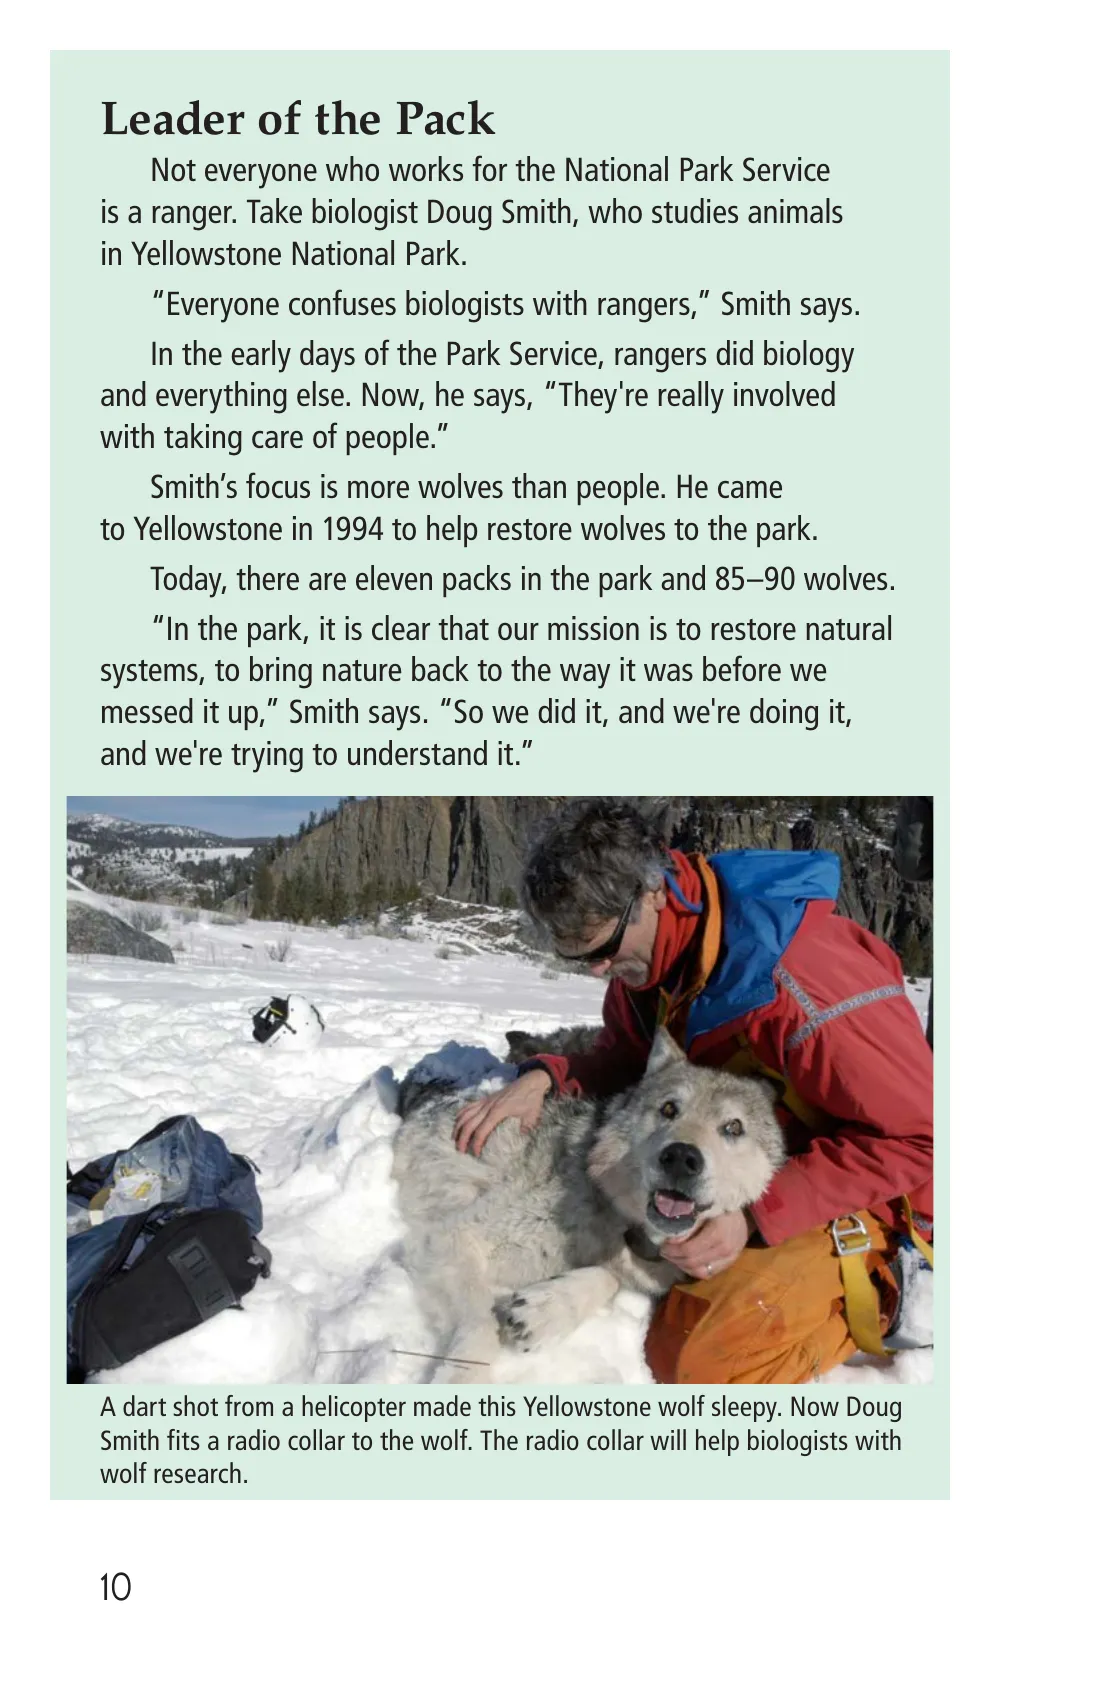 Leader of the Pack
Not everyone who works for the National Park Service
is a ranger. Take biologist Doug Smith, who studies animals
in Yellowstone National Park.
“Everyone confuses biologists with rangers,” Smith says.
In the early days of the Park Service, rangers did biology
and everything else. Now, he says, “They're really involved
with taking care of people.”
Smith’s focus is more wolves than people. He came
to Yellowstone in 1994 to help restore wolves to the park.
Today, there are eleven packs in the park and 85–90 wolves.
“In the park, it is clear that our mission is to restore natural
systems, to bring nature back to the way it was before we
messed it up,” Smith says. “So we did it, and we're doing it,
and we're trying to understand it.”
A dart shot from a helicopter made this Yellowstone wolf sleepy. Now Doug
Smith fits a radio collar to the wolf. The radio collar will help biologists with
wolf research.
10